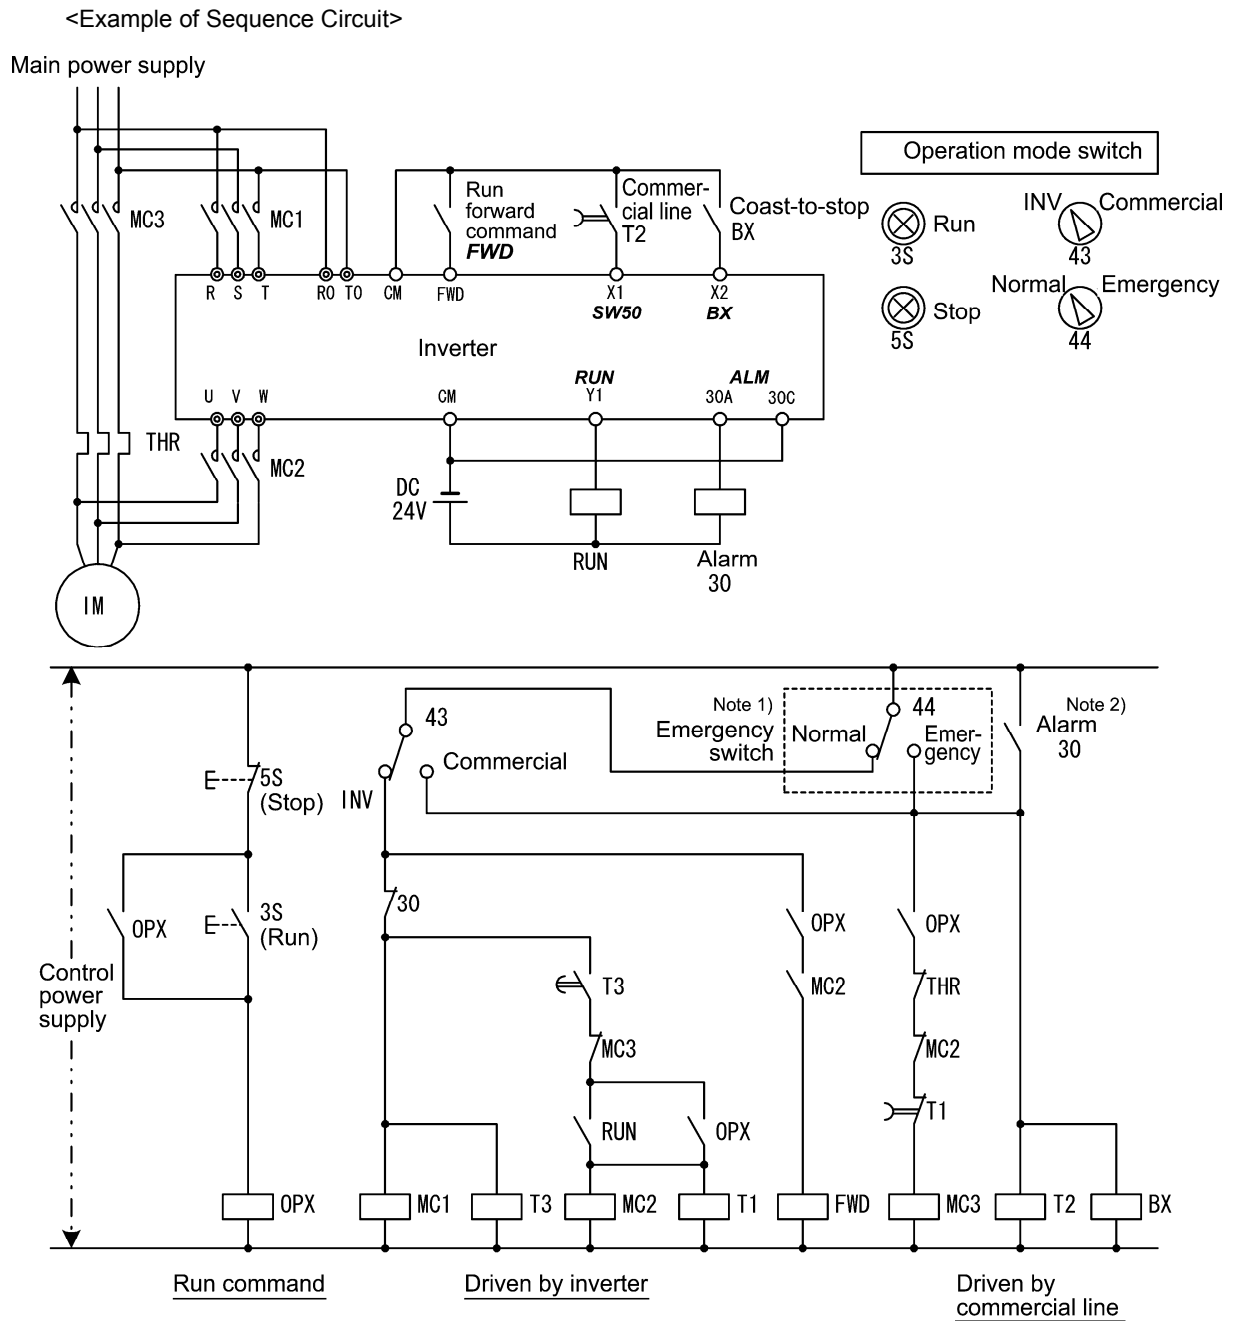 <Example of Sequence Circuit>
Main power supply
MC3
MC1
Run
forward
command
FWD
Commer-
cial line
T2
Coast-to-stop
BX
Operation mode switch
Run
3S
INV
Commercial
43
Stop
5S
Normal
Emergency
44
R S T R0 T0 CM FWD X1 X2
SW50 BX
Inverter
RUN ALM
U V W CM Y1 30A 30C
THR
MC2
DC
24V
RUN
Alarm
30
IM
43
Commercial
INV
Note 1)
Emergency
switch
Normal
44
Emer-
gency
Note 2)
Alarm
30
5S
(Stop)
OPX
3S
(Run)
30
OPX
OPX
T3
MC2
THR
MC3
MC2
RUN
OPX
T1
Control
power
supply
OPX MC1 T3 MC2 T1 FWD MC3 T2 BX
Run command
Driven by inverter
Driven by
commercial line